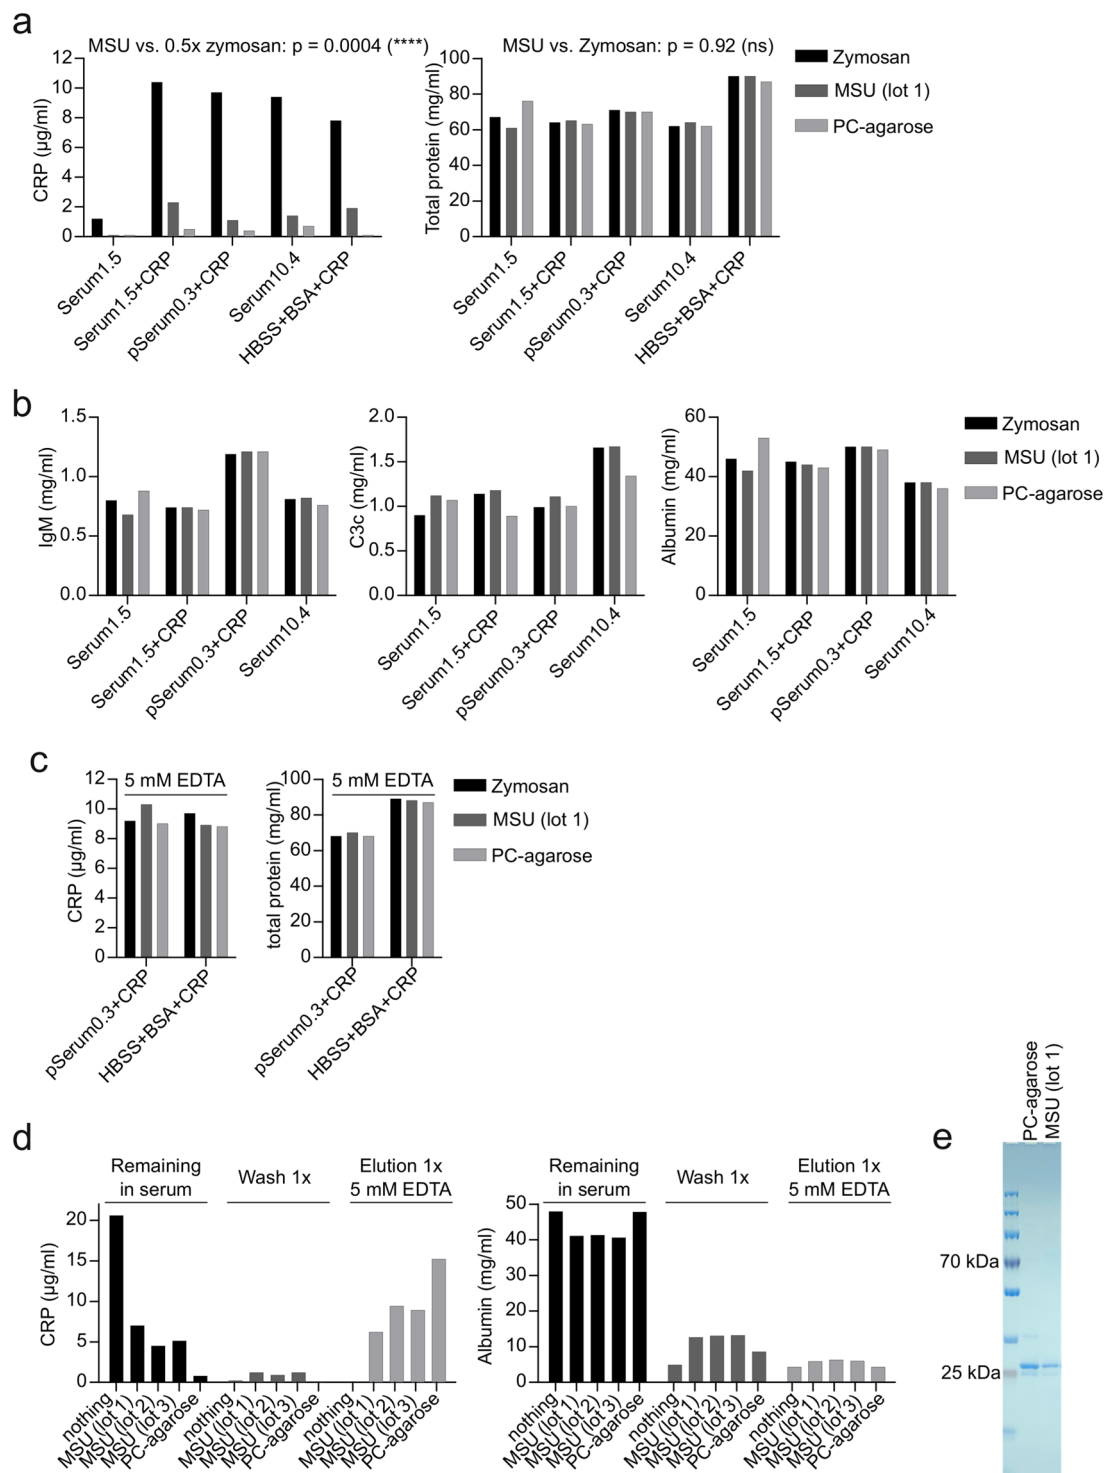 a
MSU vs. 0.5x zymosan: p = 0.0004 (****)
CRP (µg/ml)
12
10
8
6
4
2
0
Serum1.5
Serum1.5+CRP
pSerum0.3+CRP
Serum10.4
HBSS+BSA+CRP
MSU vs. Zymosan: p = 0.92 (ns)
Total protein (mg/ml)
100
80
60
40
20
0
Serum1.5
Serum1.5+CRP
pSerum0.3+CRP
Serum10.4
HBSS+BSA+CRP
Zymosan
MSU (lot 1)
PC-agarose
b
IgM (mg/ml)
1.5
1.0
0.5
0.0
Serum1.5
Serum1.5+CRP
pSerum0.3+CRP
Serum10.4
C3c (mg/ml)
2.0
1.5
1.0
0.5
0.0
Serum1.5
Serum1.5+CRP
pSerum0.3+CRP
Serum10.4
Albumin (mg/ml)
60
40
20
0
Serum1.5
Serum1.5+CRP
pSerum0.3+CRP
Serum10.4
Zymosan
MSU (lot 1)
PC-agarose
c
5 mM EDTA
CRP (µg/ml)
12
10
8
6
4
2
0
pSerum0.3+CRP
HBSS+BSA+CRP
5 mM EDTA
total protein (mg/ml)
100
80
60
40
20
0
pSerum0.3+CRP
HBSS+BSA+CRP
Zymosan
MSU (lot 1)
PC-agarose
d
Remaining
in serum
Wash 1x
Elution 1x
5 mM EDTA
CRP (µg/ml)
20
15
10
5
0
nothing
MSU (lot 1)
MSU (lot 2)
MSU (lot 3)
PC-agarose
nothing
MSU (lot 1)
MSU (lot 2)
MSU (lot 3)
PC-agarose
nothing
MSU (lot 1)
MSU (lot 2)
MSU (lot 3)
PC-agarose
Remaining
in serum
Wash 1x
Elution 1x
5 mM EDTA
Albumin (mg/ml)
50
40
30
20
10
0
nothing
MSU (lot 1)
MSU (lot 2)
MSU (lot 3)
PC-agarose
nothing
MSU (lot 1)
MSU (lot 2)
MSU (lot 3)
PC-agarose
nothing
MSU (lot 1)
MSU (lot 2)
MSU (lot 3)
PC-agarose
e
PC-agarose
MSU (lot 1)
70 kDa
25 kDa